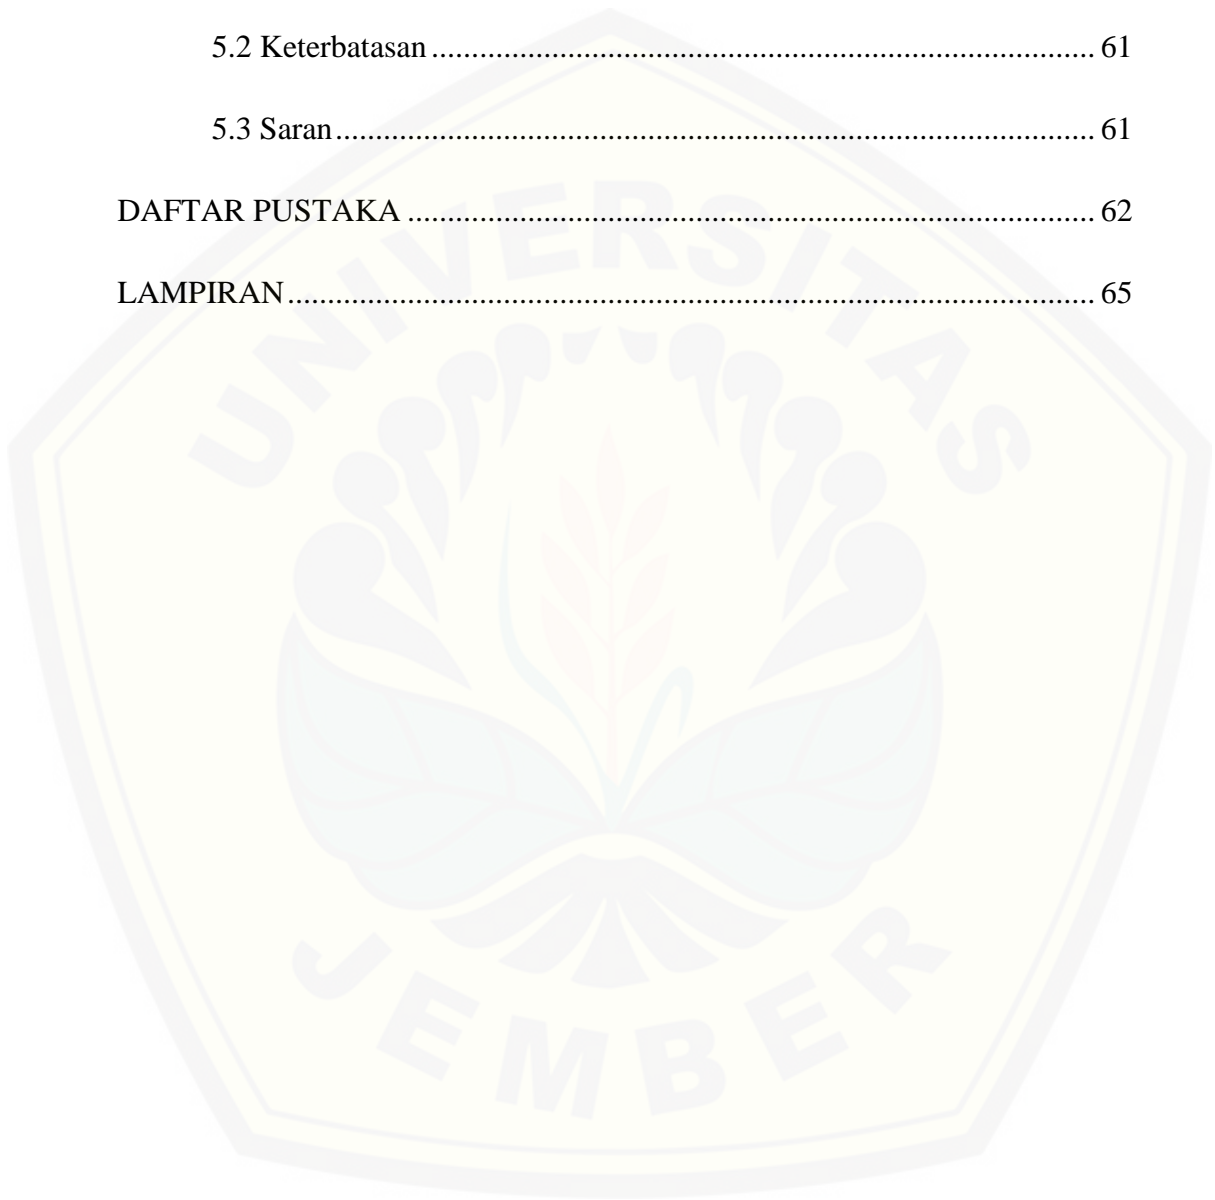 5.2 Keterbatasan.................................................................................. 61
5.3 Saran.............................................................................................. 61
DAFTAR PUSTAKA ..................................................................................... 62
LAMPIRAN.................................................................................................... 65
UNIVERSITAS
JEMBER